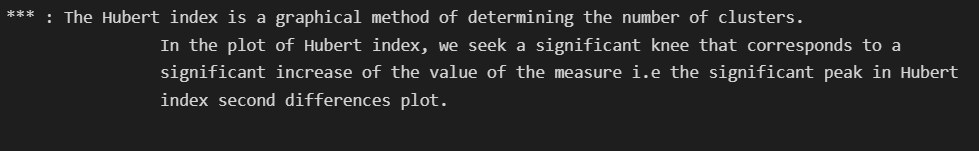 *** : The Hubert index is a graphical method of determining the number of clusters.
In the plot of Hubert index, we seek a significant knee that corresponds to a
significant increase of the value of the measure i.e the significant peak in Hubert
index second differences plot.